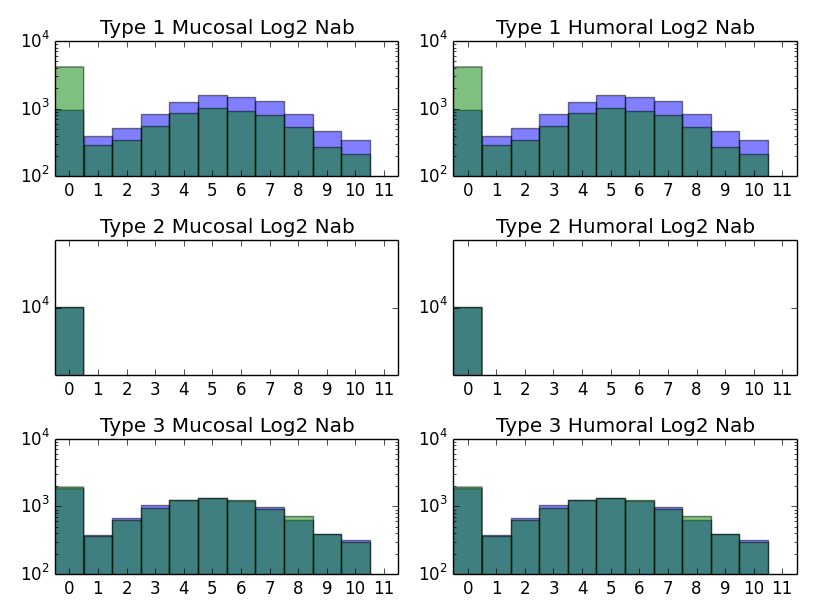 Type 1 Mucosal Log2 Nab
10^4
10^3
10^2
0 1 2 3 4 5 6 7 8 9 10 11
Type 1 Humoral Log2 Nab
10^4
10^3
10^2
0 1 2 3 4 5 6 7 8 9 10 11
Type 2 Mucosal Log2 Nab
10^4
0 1 2 3 4 5 6 7 8 9 10 11
Type 2 Humoral Log2 Nab
10^4
0 1 2 3 4 5 6 7 8 9 10 11
Type 3 Mucosal Log2 Nab
10^4
10^3
10^2
0 1 2 3 4 5 6 7 8 9 10 11
Type 3 Humoral Log2 Nab
10^4
10^3
10^2
0 1 2 3 4 5 6 7 8 9 10 11